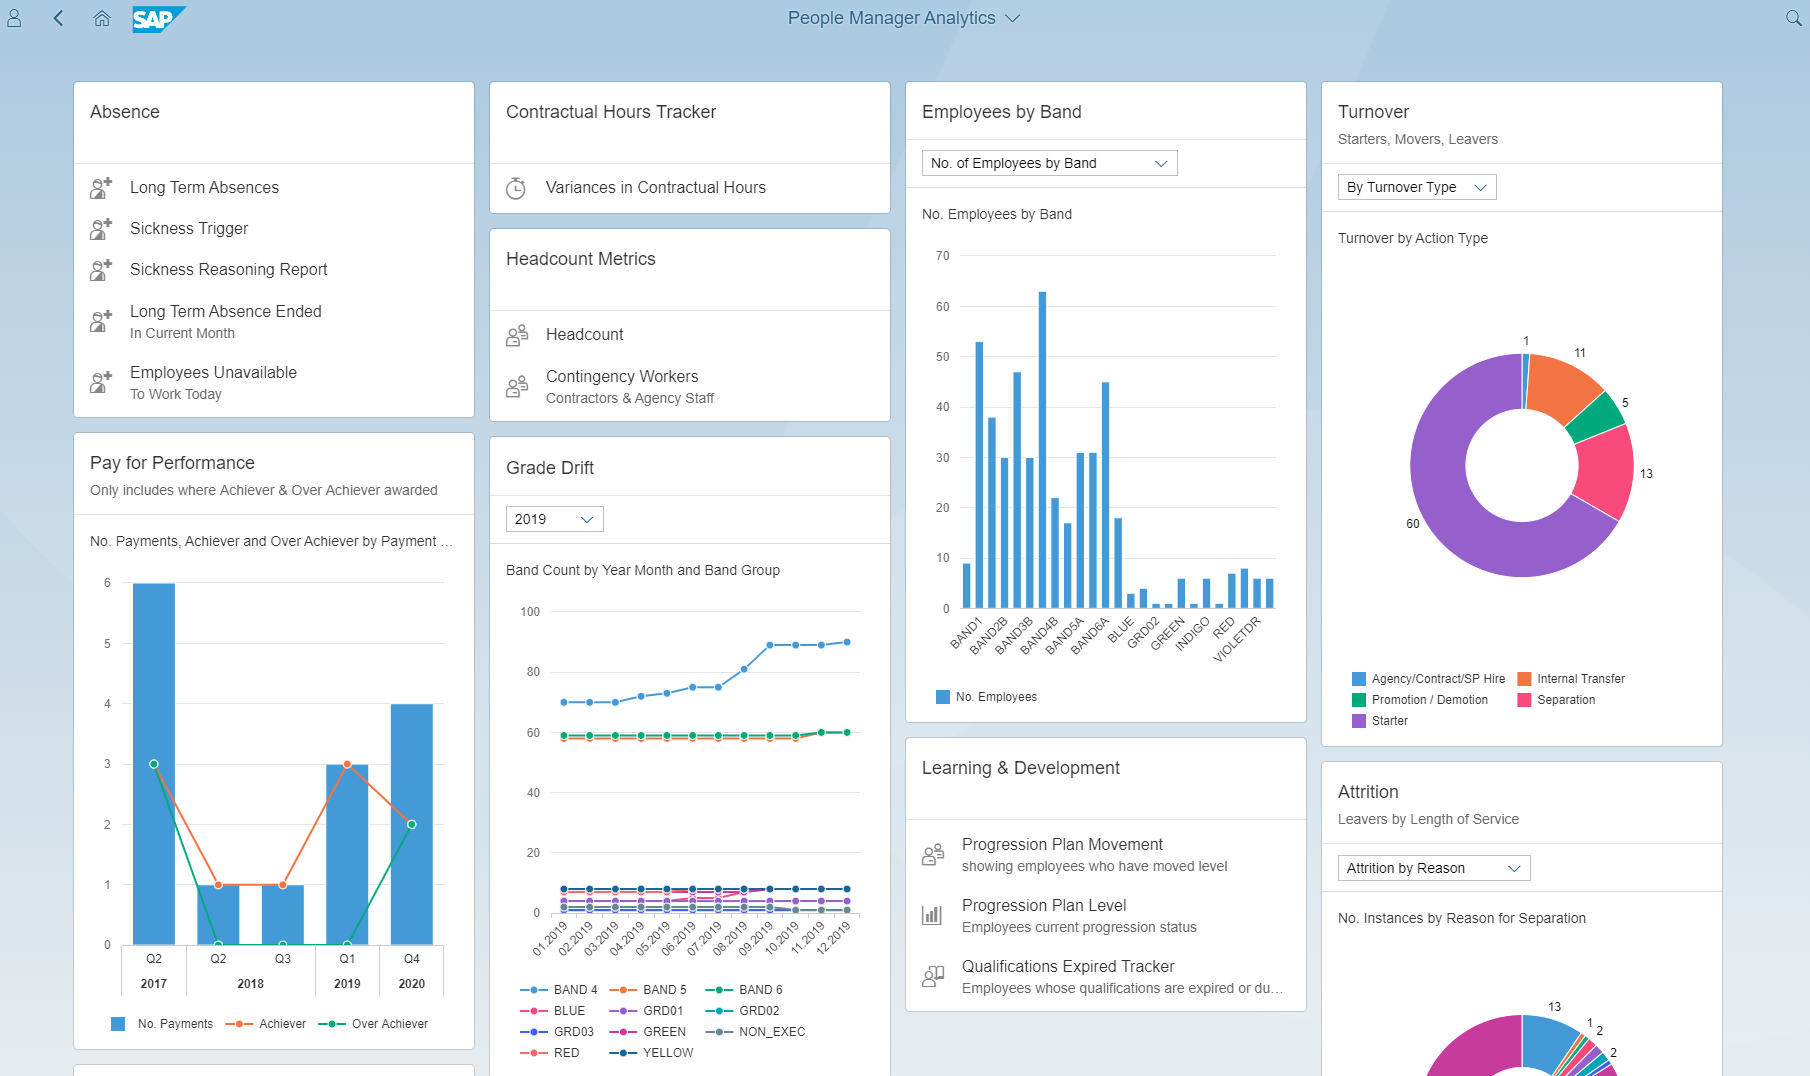 SAP
People Manager Analytics
Absence
Long Term Absences
Sickness Trigger
Sickness Reasoning Report
Long Term Absence Ended
In Current Month
Employees Unavailable
To Work Today
Pay for Performance
Only includes where Achiever & Over Achiever awarded
No. Payments, Achiever and Over Achiever by Payment ...
6
5
4
3
2
1
0
Q2 Q2 Q3 Q1 Q4
2017 2018 2019 2020
No. Payments Achiever Over Achiever
Contractual Hours Tracker
Variances in Contractual Hours
Headcount Metrics
Headcount
Contingency Workers
Contractors & Agency Staff
Grade Drift
2019
Band Count by Year Month and Band Group
100
80
60
40
20
0
01.2019 02.2019 03.2019 04.2019 05.2019 06.2019 07.2019 08.2019 09.2019 10.2019 11.2019 12.2019
BAND 4 BAND 5 BAND 6
BLUE GRD01 GRD02
GRD03 GREEN NON_EXEC
RED YELLOW
Employees by Band
No. of Employees by Band
No. Employees by Band
70
60
50
40
30
20
10
0
BAND1 BAND2B BAND3B BAND4B BAND5A BAND6A BLUE GRD02 GREEN INDIGO RED VIOLETDR
No. Employees
Learning & Development
Progression Plan Movement
showing employees who have moved level
Progression Plan Level
Employees current progression status
Qualifications Expired Tracker
Employees whose qualifications are expired or du...
Turnover
Starters, Movers, Leavers
By Turnover Type
Turnover by Action Type
1
11
5
13
60
Agency/Contract/SP Hire Internal Transfer
Promotion / Demotion Separation
Starter
Attrition
Leavers by Length of Service
Attrition by Reason
No. Instances by Reason for Separation
13
1
2
2